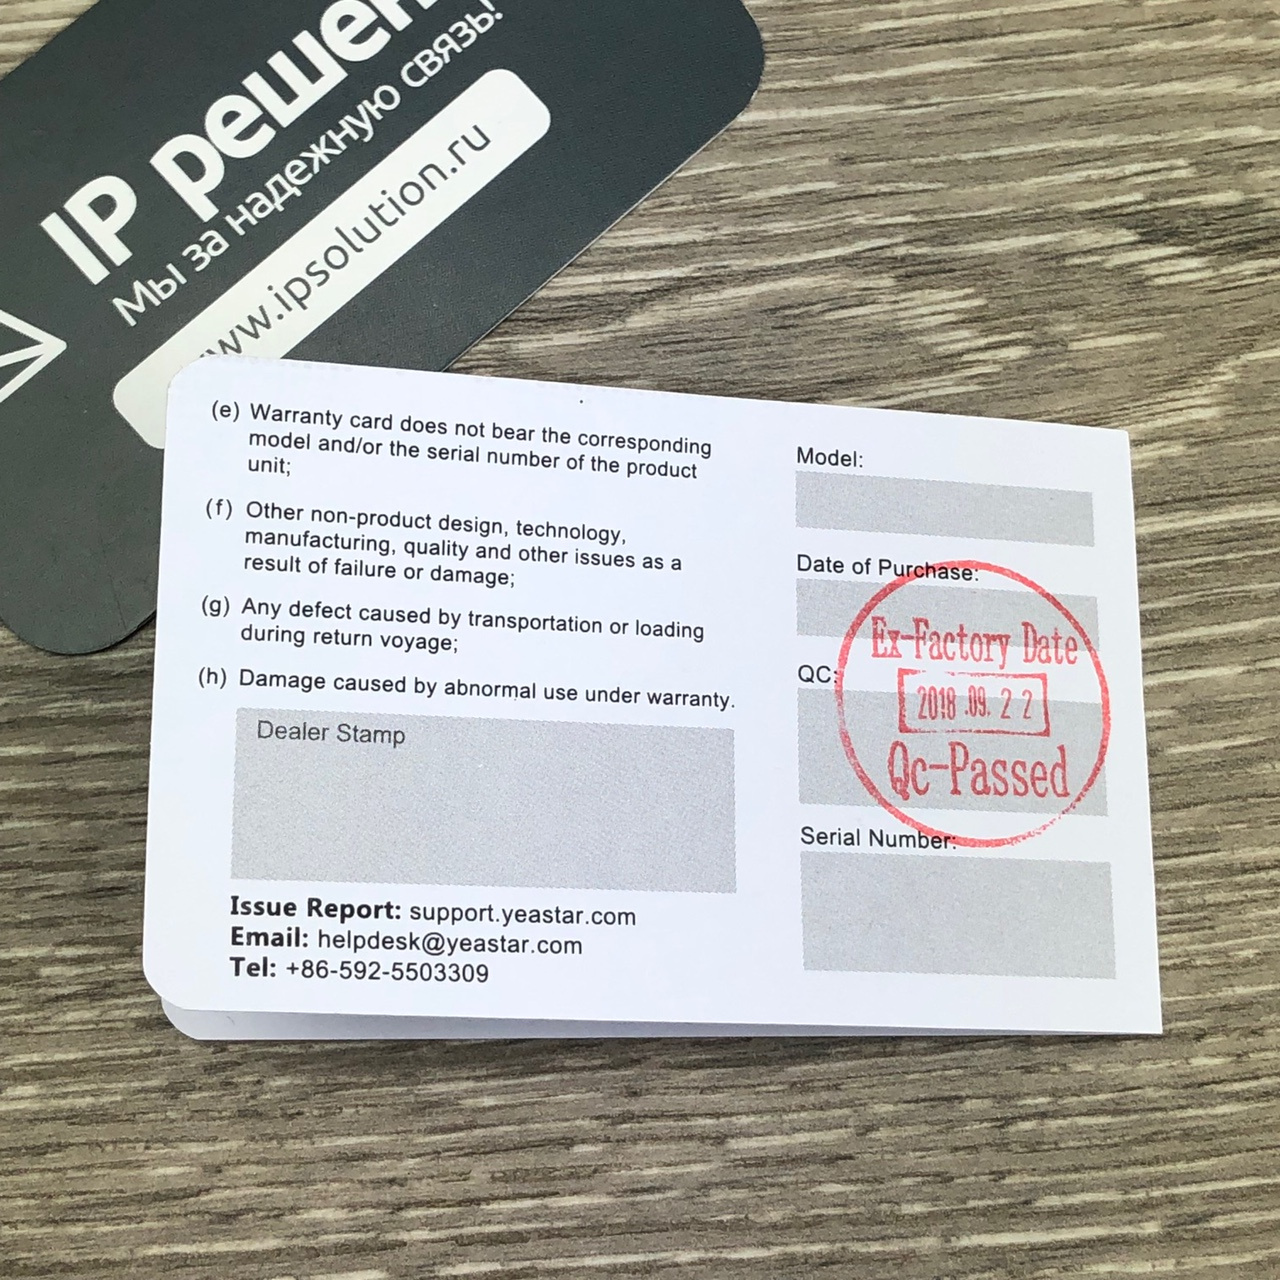 IP решен
Мы за надежную связь!
ww.ipsolution.ru
(e) Warranty card does not bear the corresponding
model and/or the serial number of the product
unit;
(f) Other non-product design, technology,
manufacturing, quality and other issues as a
result of failure or damage;
(g) Any defect caused by transportation or loading
during return voyage;
(h) Damage caused by abnormal use under warranty.
Dealer Stamp
Issue Report: support.yeastar.com
Email: helpdesk@yeastar.com
Tel: +86-592-5503309
Model:
Date of Purchase:
QC:
Serial Number:
Ex-Factory Date
2018.09.22
Qc-Passed